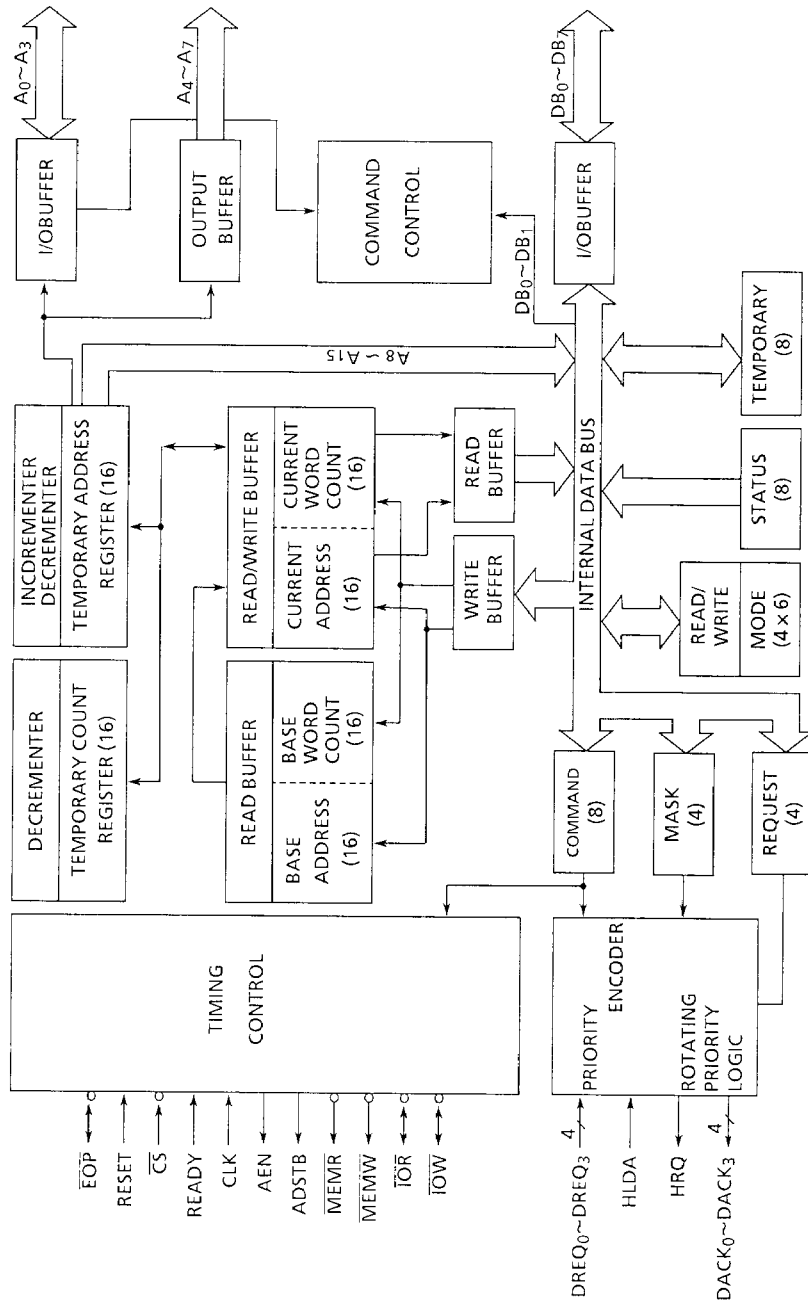 EOP
RESET
CS
READY
CLK
AEN
ADSTB
MEMR
MEMW
IOR
IOW
TIMING
CONTROL
DECREMENTER
TEMPORARY COUNT
REGISTER (16)
INCDREMENTER
DECREMENTER
TEMPORARY ADDRESS
REGISTER (16)
I/OBUFFER
A0~A3
OUTPUT
BUFFER
A4~A7
COMMAND
CONTROL
A8~A15
READ BUFFER
BASE
ADDRESS
(16)
BASE
WORD COUNT
(16)
READ/WRITE BUFFER
CURRENT
ADDRESS
(16)
CURRENT
WORD
COUNT
(16)
WRITE
BUFFER
READ
BUFFER
DB0~DB1
INTERNAL DATA BUS
I/OBUFFER
DB0~DB7
DREQ0~DREQ3
4
HLDA
HRQ
DACK0~DACK3
4
PRIORITY
ENCODER
ROTATING
PRIORITY
LOGIC
COMMAND
(8)
MASK
(4)
REQUEST
(4)
READ/
WRITE
MODE
(4 × 6)
STATUS
(8)
TEMPORARY
(8)